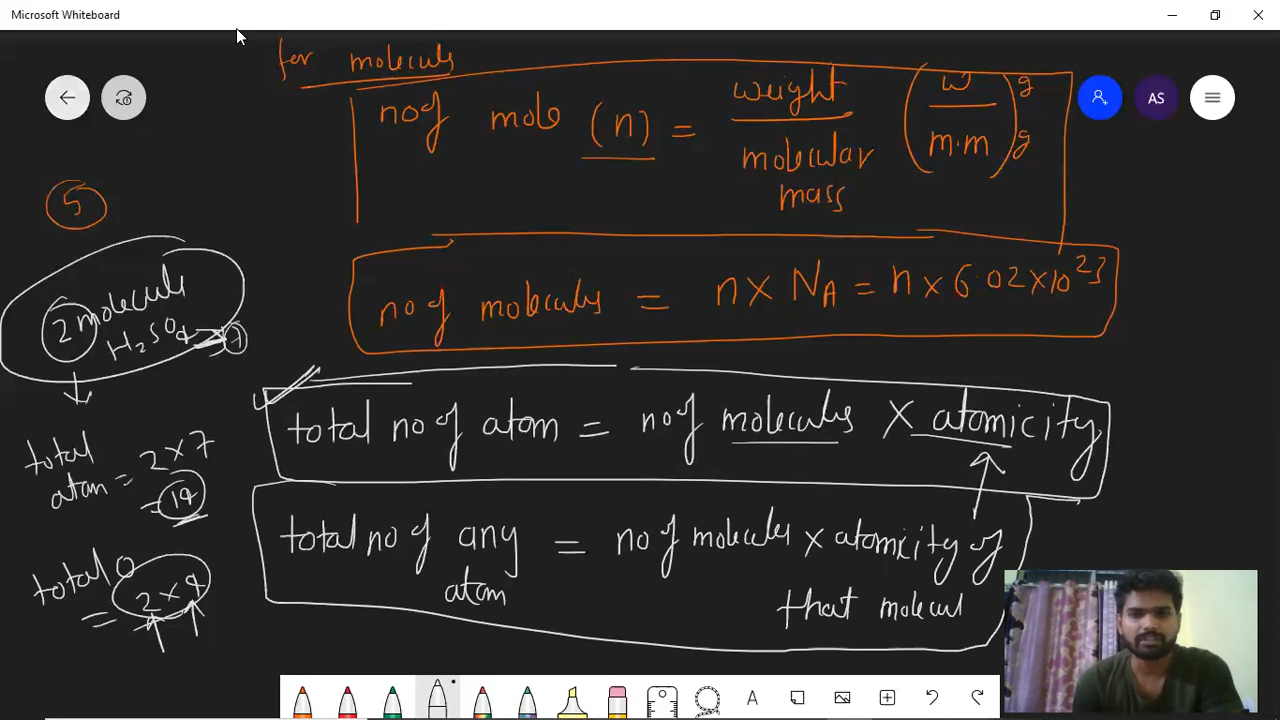 Microsoft Whiteboard
for molecule
no of mole (n) = weight / molecular mass (w / m.m) g g
AS
5
no of molecules = n x NA = n x 6.02 x 10^23
2 molecule
H2SO4 → 7
total no of atom = no of molecules x atomicity
total atom = 2 x 7
= 14
total no of any atom = no of molecules x atomicity of that molecul
total O
= 2 x 4
A